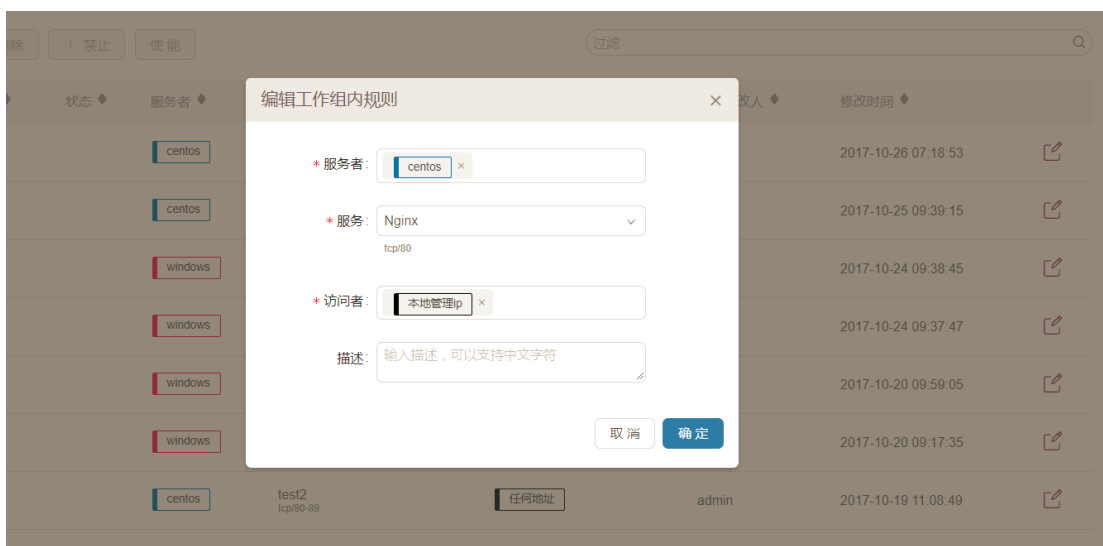 除 ! 禁止 使 能 过滤
状态 服务者 改人 修改时间
编辑工作组内规则 ×
centos 2017-10-26 07:18:53
* 服务者: centos ×
centos 2017-10-25 09:39:15
* 服务: Nginx
tcp/80
windows 2017-10-24 09:38:45
* 访问者: 本地管理ip ×
windows 2017-10-24 09:37:47
描述: 输入描述，可以支持中文字符
windows 2017-10-20 09:59:05
取 消 确 定
windows 2017-10-20 09:17:35
centos test2 任何地址 admin 2017-10-19 11:08:49
tcp/80-89